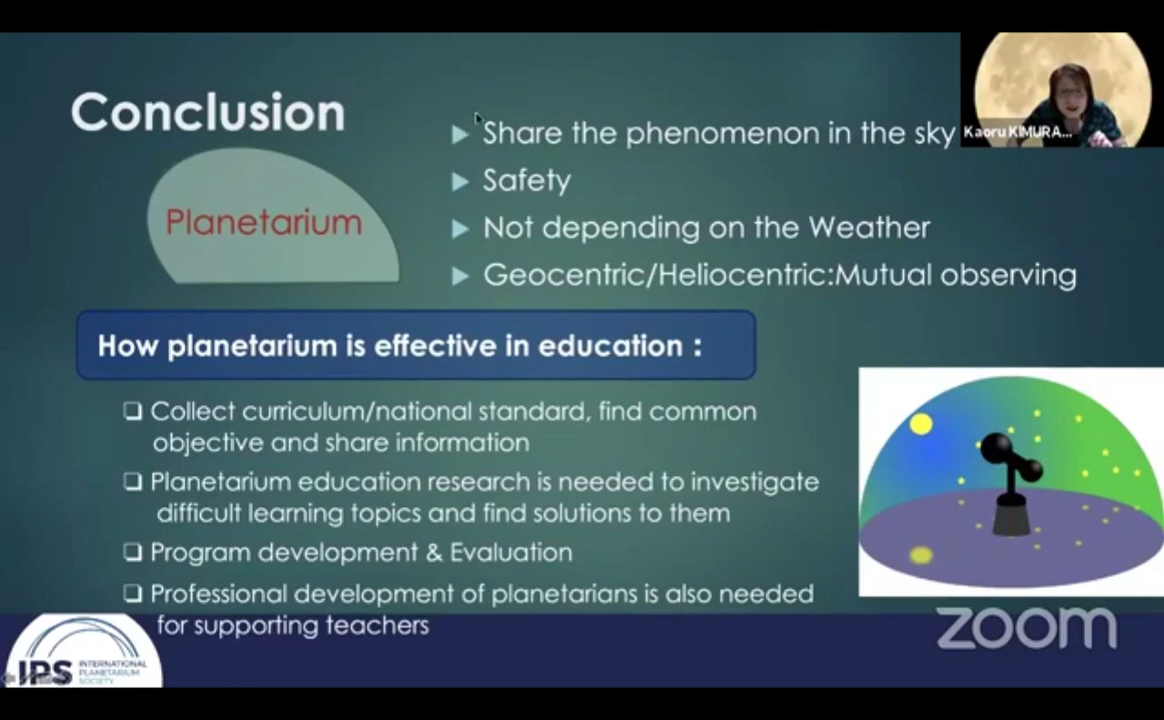 Conclusion
Share the phenomenon in the sky
Kaoru KIMURA...
Safety
Planetarium
Not depending on the Weather
Geocentric/Heliocentric:Mutual observing
How planetarium is effective in education :
Collect curriculum/national standard, find common
objective and share information
Planetarium education research is needed to investigate
difficult learning topics and find solutions to them
Program development & Evaluation
Professional development of planetarians is also needed
for supporting teachers
zoom
IPS
INTERNATIONAL
PLANETARIUM
SOCIETY